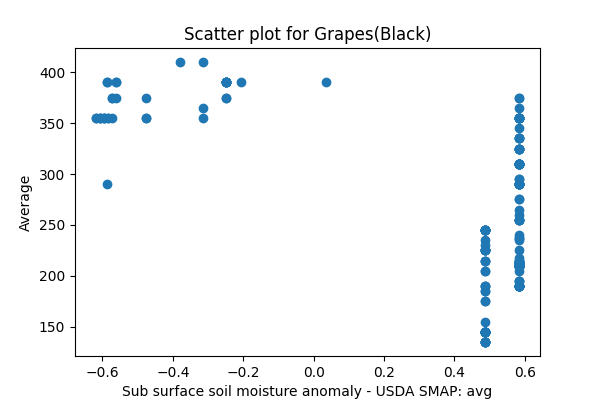 Scatter plot for Grapes(Black)
400
350
300
250
200
150
Average
−0.6 −0.4 −0.2 0.0 0.2 0.4 0.6
Sub surface soil moisture anomaly - USDA SMAP: avg